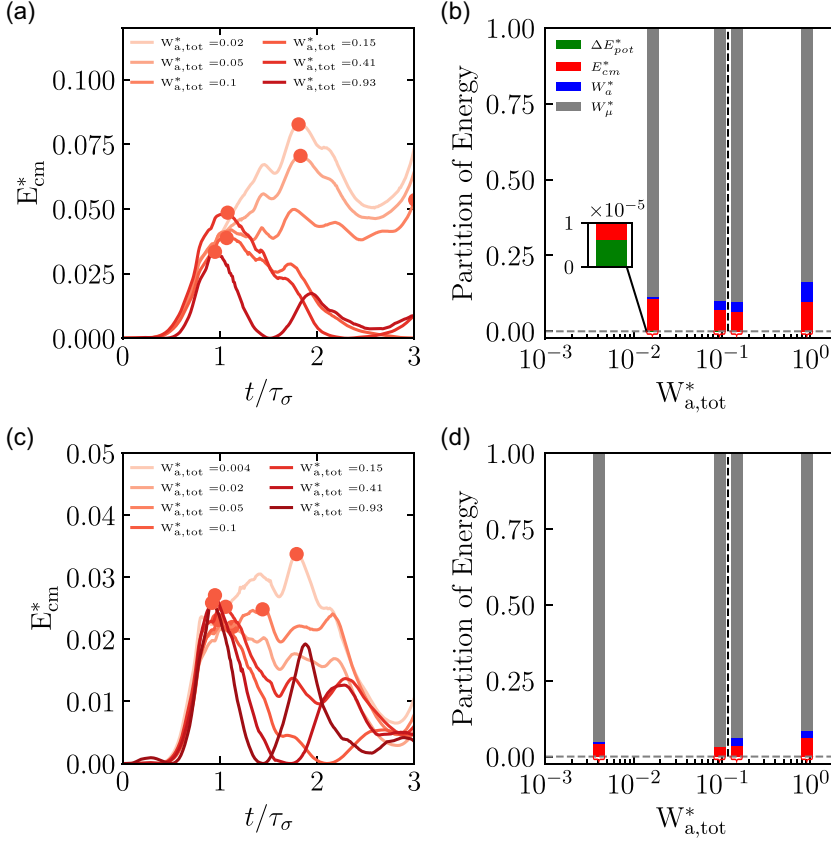 (a)
W*a,tot =0.02
W*a,tot =0.05
W*a,tot =0.1
W*a,tot =0.15
W*a,tot =0.41
W*a,tot =0.93
0.100
0.075
0.050
0.025
0.000
E*cm
0 1 2 3
t/τσ
(b)
1.00
0.75
0.50
0.25
0.00
Partition of Energy
ΔE*pot
E*cm
W*a
W*μ
×10⁻⁵
1
0
10⁻³ 10⁻² 10⁻¹ 10⁰
W*a,tot
(c)
W*a,tot =0.004
W*a,tot =0.02
W*a,tot =0.05
W*a,tot =0.1
W*a,tot =0.15
W*a,tot =0.41
W*a,tot =0.93
0.05
0.04
0.03
0.02
0.01
0.00
E*cm
0 1 2 3
t/τσ
(d)
1.00
0.75
0.50
0.25
0.00
Partition of Energy
10⁻³ 10⁻² 10⁻¹ 10⁰
W*a,tot